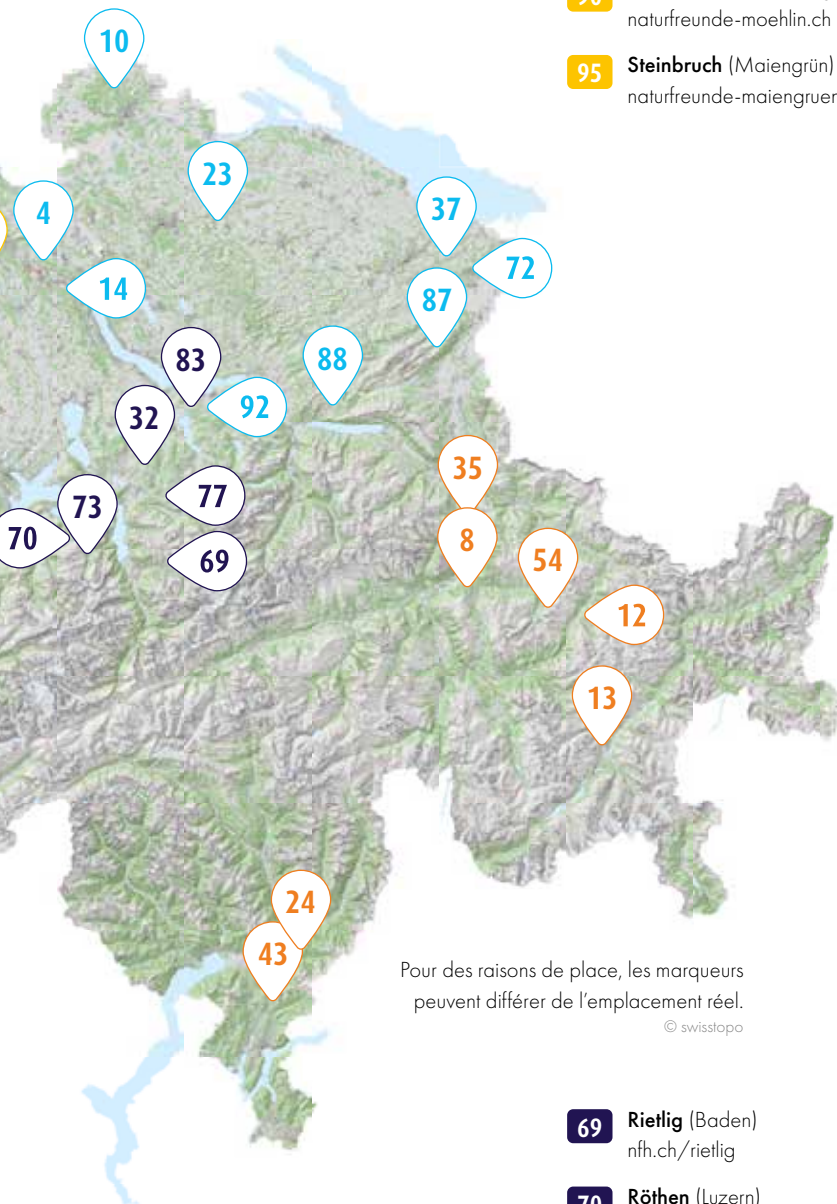 naturfreunde-moehlin.ch
95 Steinbruch (Maiengrün)
10
23
4
37
72
14
87
83
88
92
32
35
77
73
70
8
54
69
12
13
24
43
Pour des raisons de place, les marqueurs
peuvent différer de l'emplacement réel.
© swisstopo
69 Rietlig (Baden)
nfh.ch/rietlig
70 Röthen (Luzern)